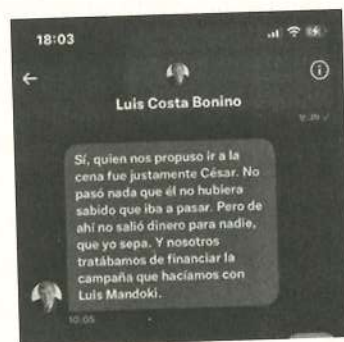 18:03
Luis Costa Bonino
Sí, quien nos propuso ir a la
cena fue justamente César. No
pasó nada que él no hubiera
sabido que iba a pasar. Pero de
ahí no salió dinero para nadie,
que yo sepa. Y nosotros
tratábamos de financiar la
campaña que hacíamos con
Luis Mandoki.
10:05